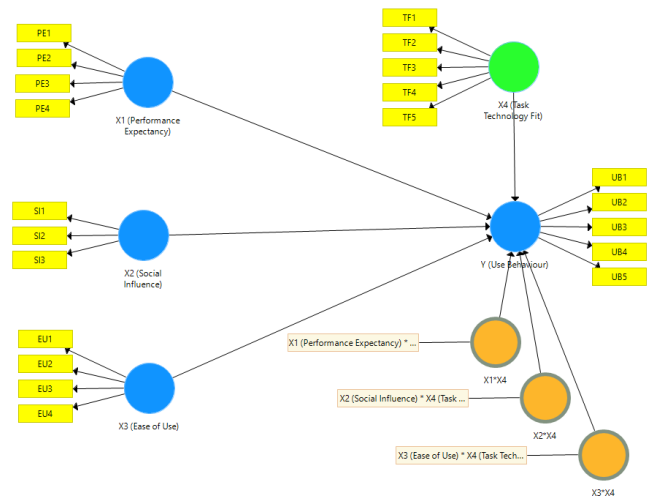 PE1
PE2
PE3
PE4
X1 (Performance
Expectancy)
TF1
TF2
TF3
TF4
TF5
X4 (Task
Technology Fit)
SI1
SI2
SI3
X2 (Social
Influence)
UB1
UB2
UB3
UB4
UB5
Y (Use Behaviour)
EU1
EU2
EU3
EU4
X3 (Ease of Use)
X1 (Performance Expectancy) * ...
X1*X4
X2 (Social Influence) * X4 (Task ...
X2*X4
X3 (Ease of Use) * X4 (Task Tech...
X3*X4